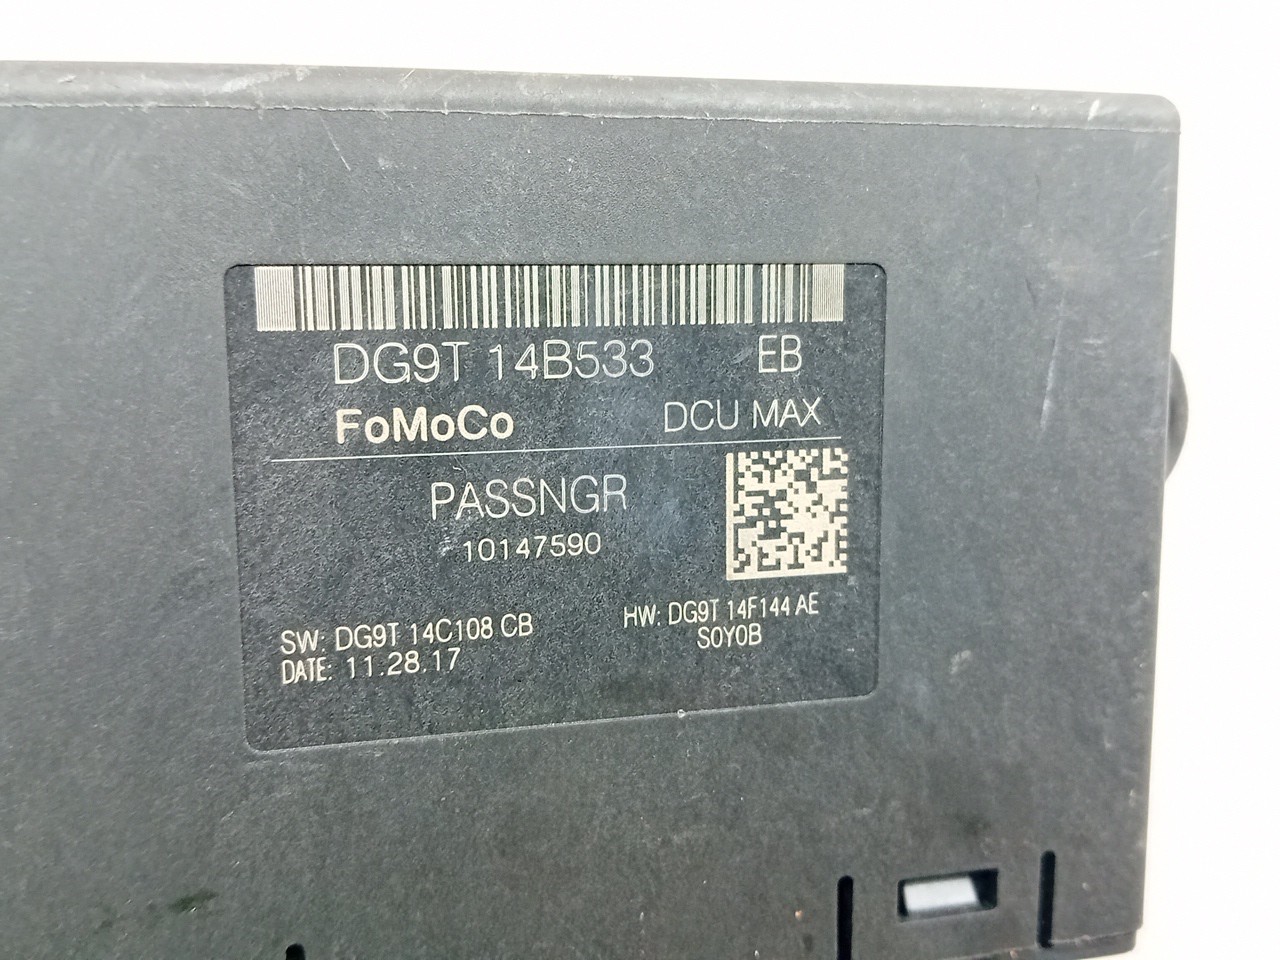 DG9T 14B533 EB
FoMoCo DCU MAX
PASSNGR
10147590
HW: DG9T 14F144 AE
S0Y0B
SW: DG9T 14C108 CB
DATE: 11.28.17